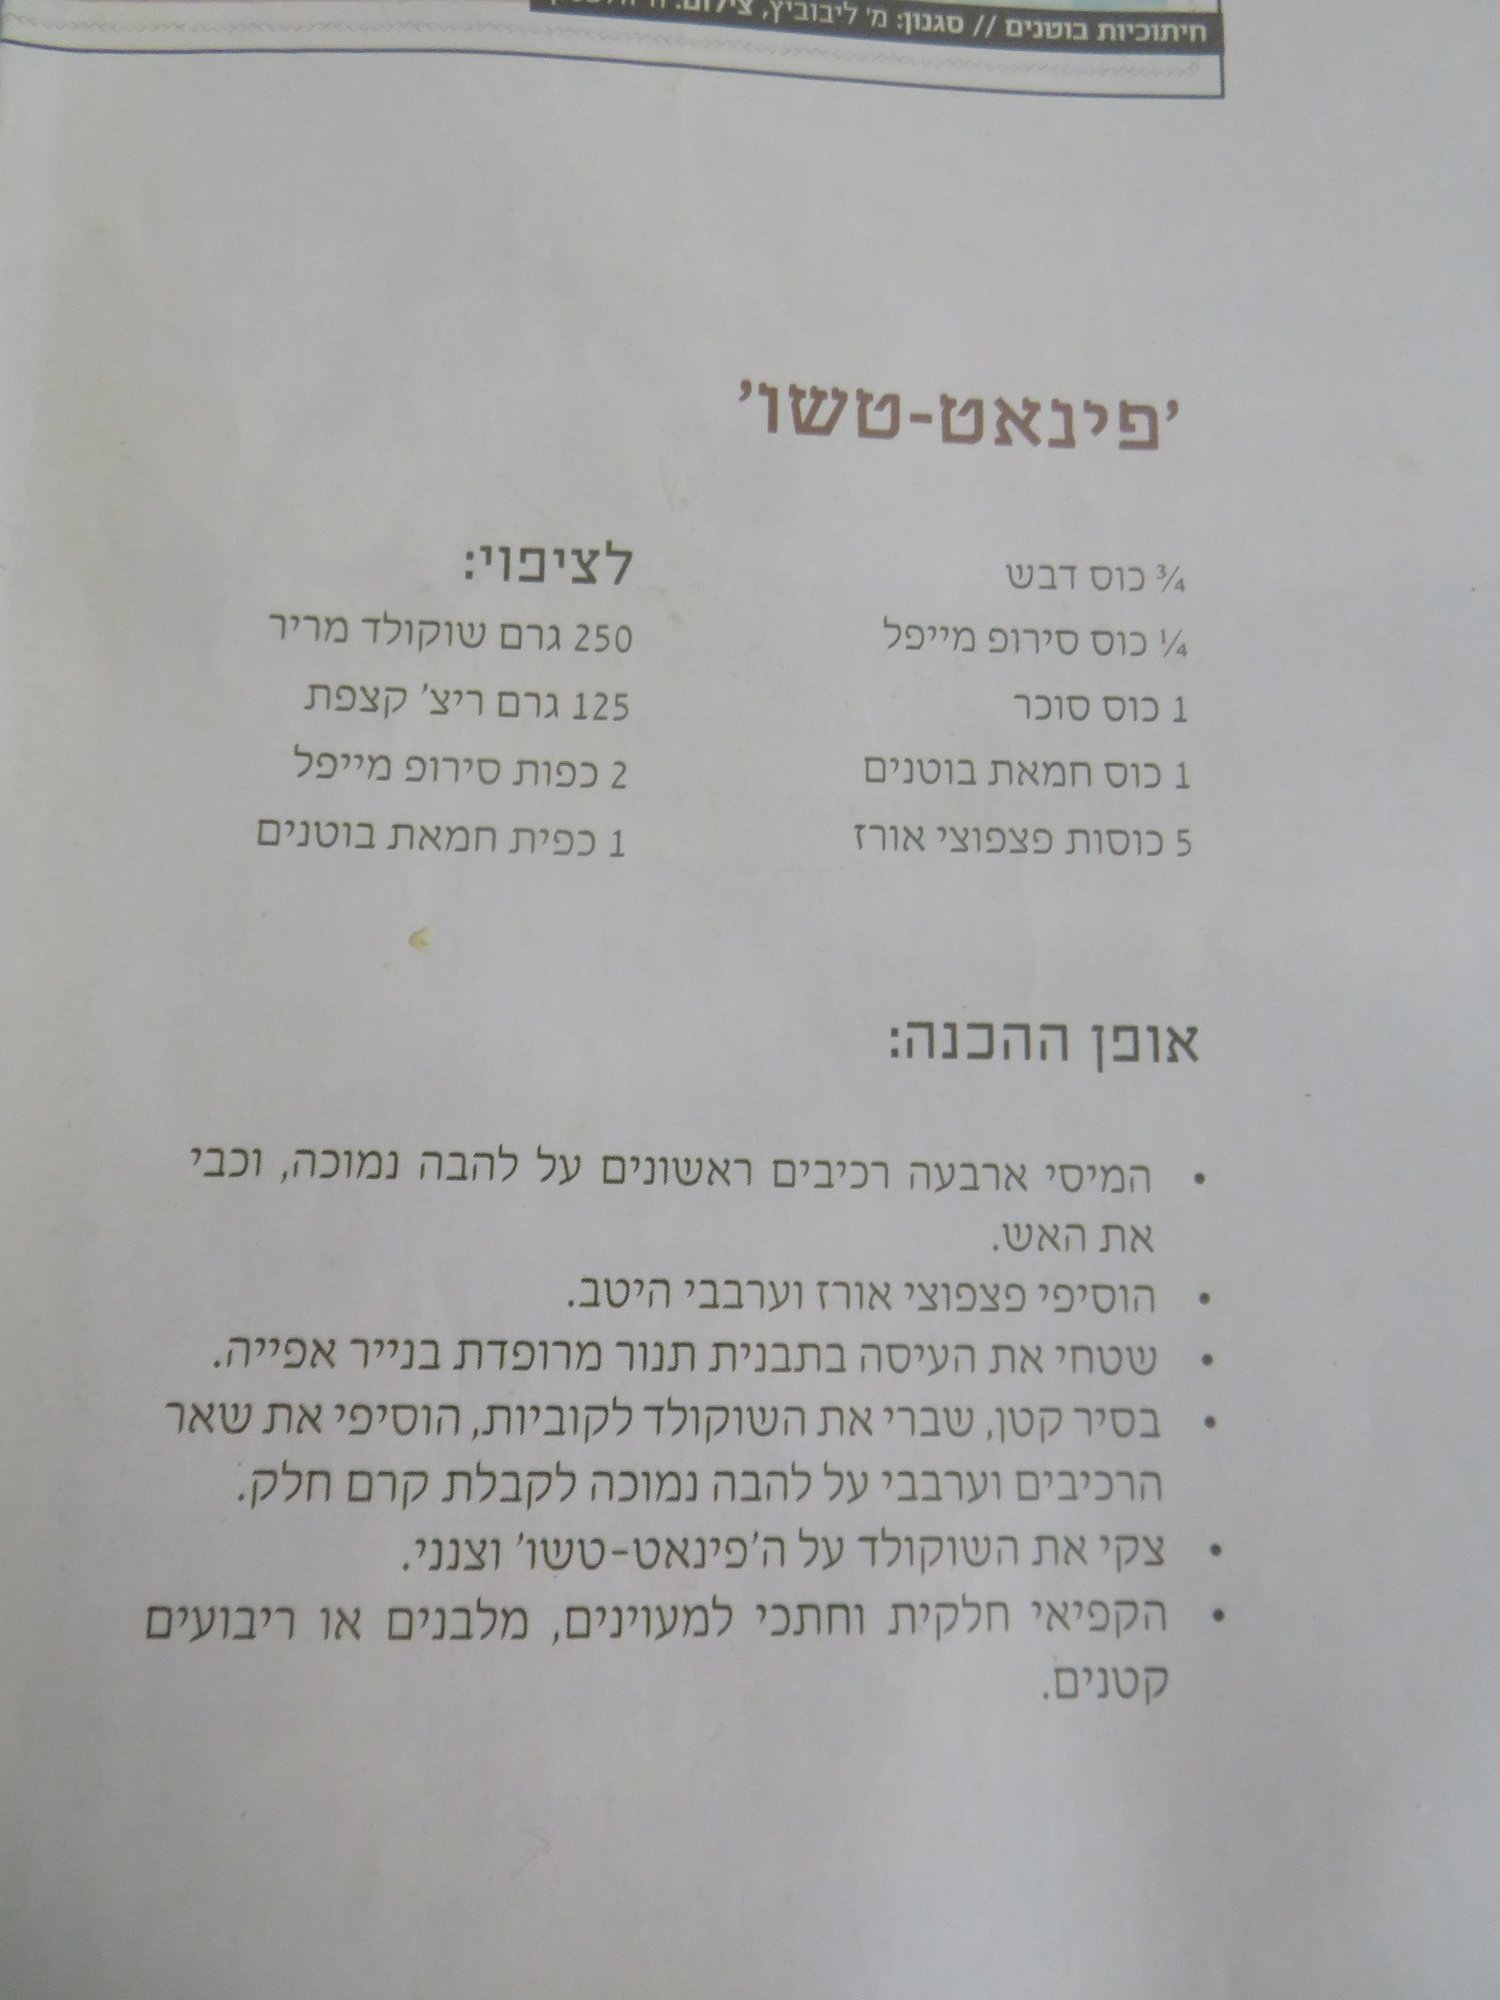 חיתוכיות בוטנים // סגנון: מ' ליבוביץ, צילום:
'פינאט-טשו'
¾ כוס דבש
¼ כוס סירופ מייפל
1 כוס סוכר
1 כוס חמאת בוטנים
5 כוסות פצפוצי אורז
לציפוי:
250 גרם שוקולד מריר
125 גרם ריצ' קצפת
2 כפות סירופ מייפל
1 כפית חמאת בוטנים
אופן ההכנה:
• המיסי ארבעה רכיבים ראשונים על להבה נמוכה, וכבי
את האש.
• הוסיפי פצפוצי אורז וערבבי היטב.
• שטחי את העיסה בתבנית תנור מרופדת בנייר אפייה.
• בסיר קטן, שברי את השוקולד לקוביות, הוסיפי את שאר
הרכיבים וערבבי על להבה נמוכה לקבלת קרם חלק.
• צקי את השוקולד על ה'פינאט-טשו' וצנני.
• הקפיאי חלקית וחתכי למעוינים, מלבנים או ריבועים
קטנים.